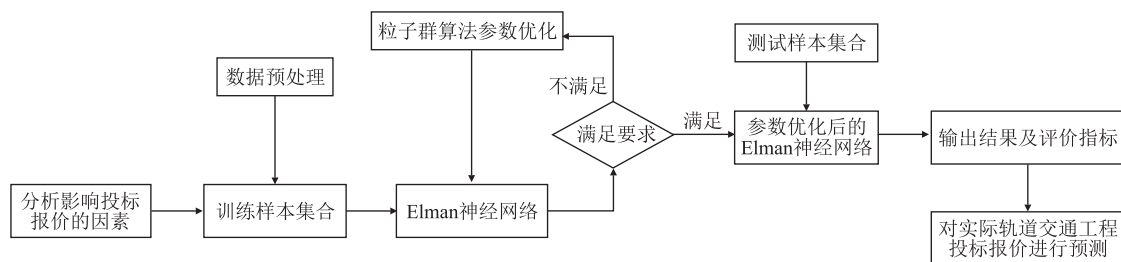 粒子群算法参数优化
测试样本集合
数据预处理
不满足
满足要求
满足
参数优化后的
Elman神经网络
输出结果及评价指标
分析影响投标
报价的因素
训练样本集合
Elman神经网络
对实际轨道交通工程
投标报价进行预测